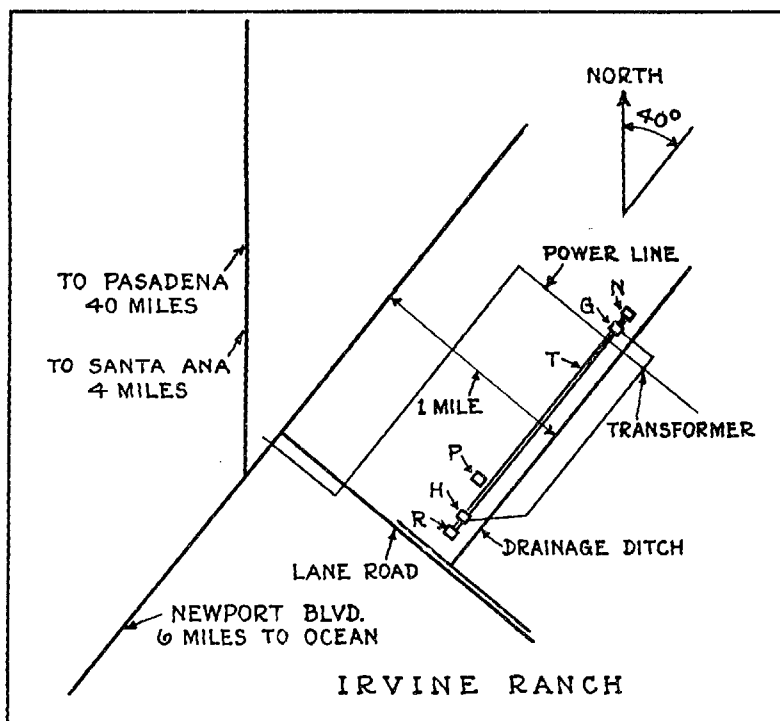 NORTH
40°
POWER LINE
N
G
TO PASADENA
40 MILES
T
TO SANTA ANA
4 MILES
1 MILE
TRANSFORMER
P
H
R
DRAINAGE DITCH
LANE ROAD
NEWPORT BLVD.
6 MILES TO OCEAN
IRVINE RANCH